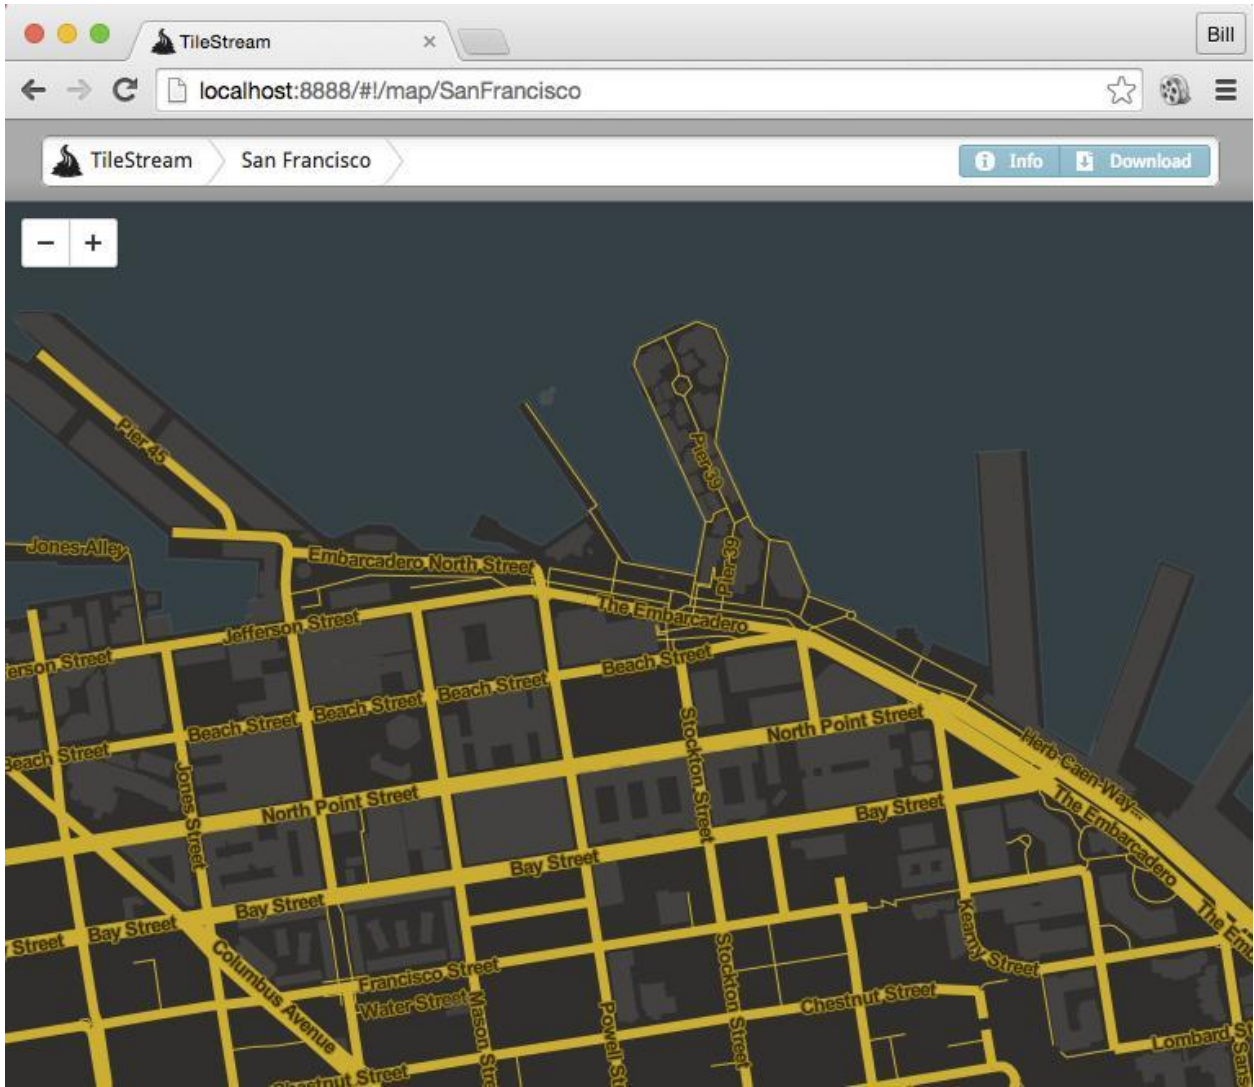 TileStream
Bill
localhost:8888/#!/map/SanFrancisco
TileStream
San Francisco
Info
Download
− +
Pier 45
Pier 39
Jones Alley
Embarcadero North Street
Pier 39
The Embarcadero
Jefferson Street
erson Street
Beach Street
Beach Street
Beach Street
Beach Street
Beach Street
Stockton Street
North Point Street
Herb Caen Way...
Jones Street
North Point Street
Bay Street
The Embarcadero
Bay Street
Bay Street
Bay Street
Street
Kearny Street
The Emb
Columbus Avenue
Francisco Street
Water Street
Mason Str
Powell St
Stockton Street
Chestnut Street
Lombard S
Sans
Chestnut Street